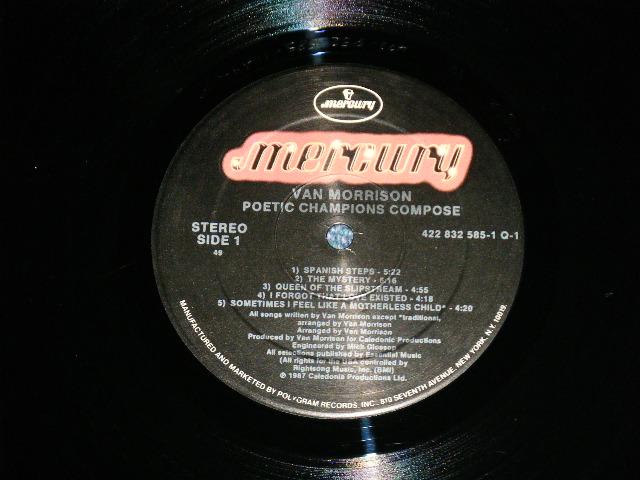 mercury
mercury
VAN MORRISON
POETIC CHAMPIONS COMPOSE
STEREO
SIDE 1
49
422 832 585-1 Q-1
1) SPANISH STEPS - 5:22
2) THE MYSTERY - 5:16
3) QUEEN OF THE SLIPSTREAM - 4:55
4) I FORGOT THAT LOVE EXISTED - 4:18
5) SOMETIMES I FEEL LIKE A MOTHERLESS CHILD* - 4:20
All songs written by Van Morrison except *traditional,
arranged by Van Morrison
Arranged by Van Morrison
Produced by Van Morrison for Caledonia Productions
Engineered by Mick Glossop
All selections published by Essential Music
(All rights for the USA controlled by
Rightsong Music, Inc. (BMI)
℗ 1987 Caledonia Productions Ltd.
MANUFACTURED AND MARKETED BY POLYGRAM RECORDS, INC., 810 SEVENTH AVENUE, NEW YORK, N.Y. 10019.